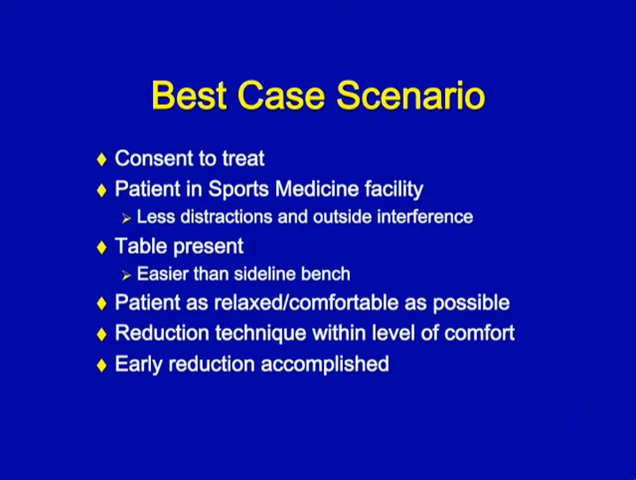 Best Case Scenario
Consent to treat
Patient in Sports Medicine facility
Less distractions and outside interference
Table present
Easier than sideline bench
Patient as relaxed/comfortable as possible
Reduction technique within level of comfort
Early reduction accomplished